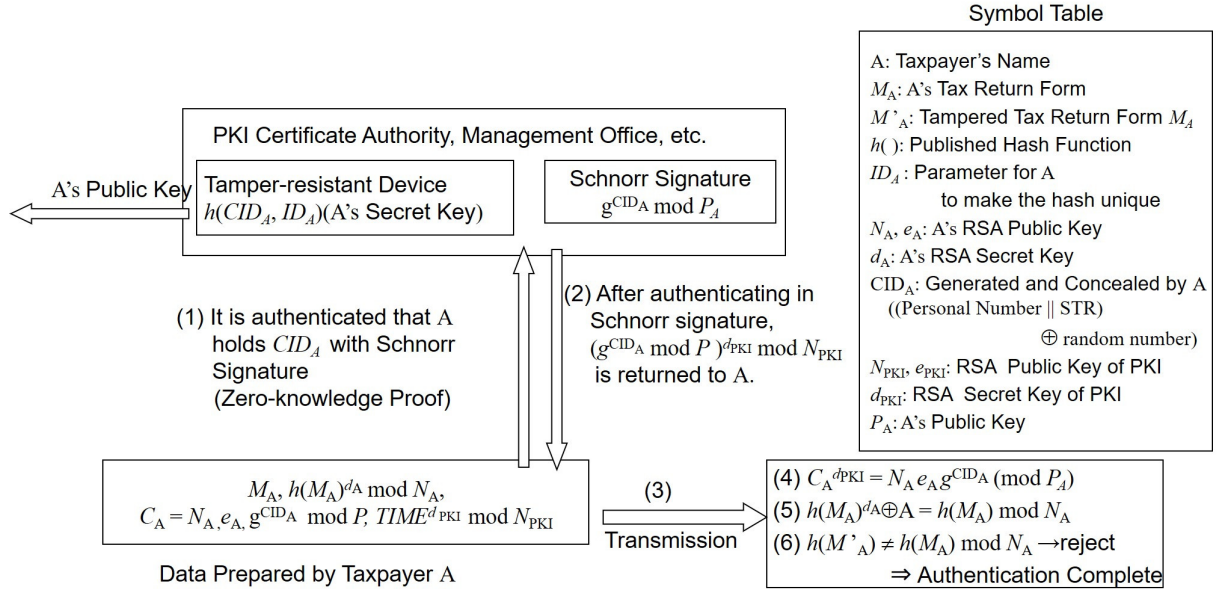 Symbol Table
A: Taxpayer's Name
M_A: A's Tax Return Form
M'_A: Tampered Tax Return Form M_A
h( ): Published Hash Function
ID_A: Parameter for A
to make the hash unique
N_A, e_A: A's RSA Public Key
d_A: A's RSA Secret Key
CID_A: Generated and Concealed by A
((Personal Number || STR)
⊕ random number)
N_PKI, e_PKI: RSA Public Key of PKI
d_PKI: RSA Secret Key of PKI
P_A: A's Public Key
PKI Certificate Authority, Management Office, etc.
Tamper-resistant Device
h(CID_A, ID_A)(A's Secret Key)
Schnorr Signature
g^CID_A mod P_A
A's Public Key
(1) It is authenticated that A
holds CID_A with Schnorr
Signature
(Zero-knowledge Proof)
(2) After authenticating in
Schnorr signature,
(g^CID_A mod P )^d_PKI mod N_PKI
is returned to A.
M_A, h(M_A)^d_A mod N_A,
C_A = N_A, e_A, g^CID_A mod P, TIME^d_PKI mod N_PKI
Data Prepared by Taxpayer A
(3)
Transmission
(4) C_A^d_PKI = N_A e_A g^CID_A (mod P_A)
(5) h(M_A)^d_A⊕A = h(M_A) mod N_A
(6) h(M'_A) ≠ h(M_A) mod N_A →reject
⇒ Authentication Complete